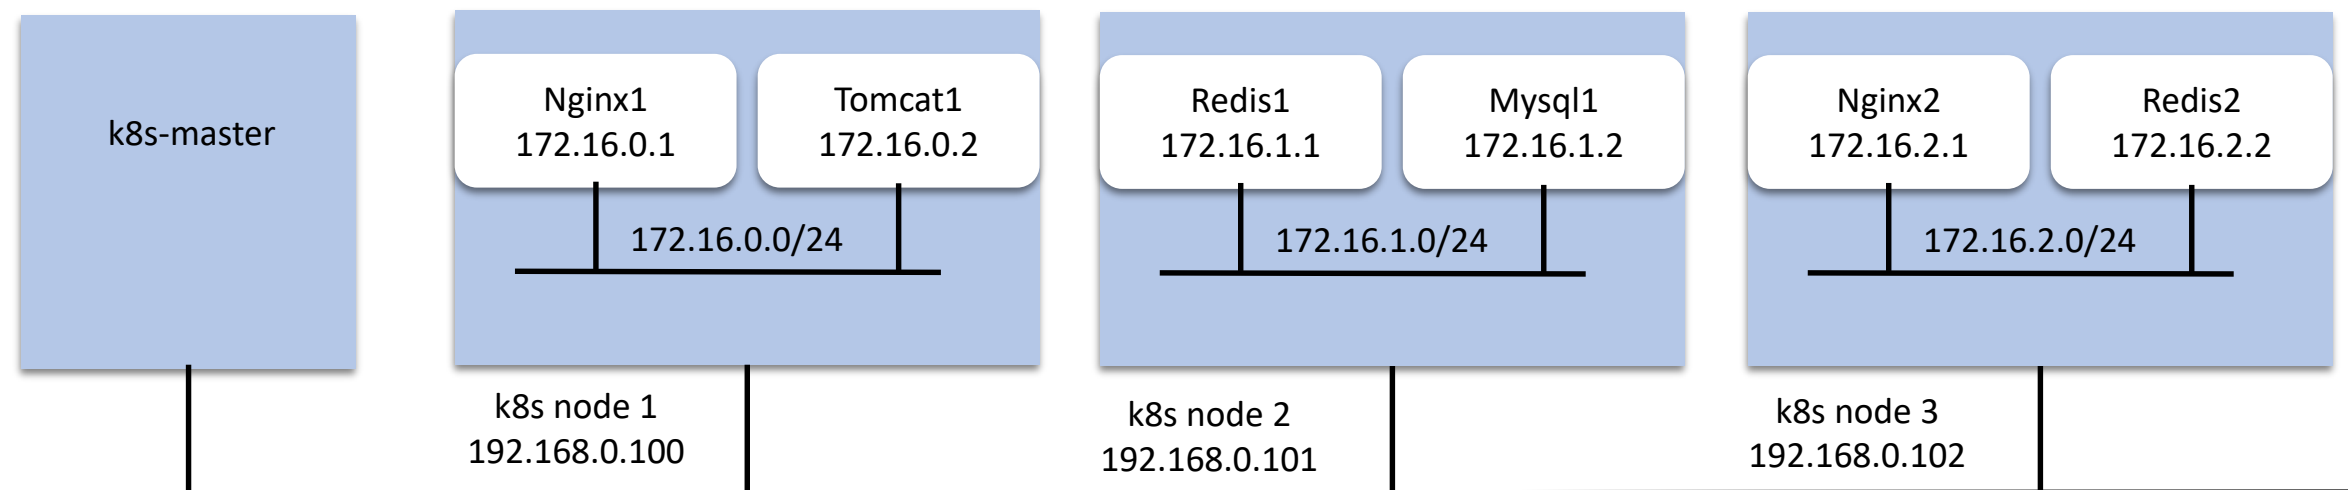 k8s-master
Nginx1
172.16.0.1
Tomcat1
172.16.0.2
172.16.0.0/24
k8s node 1
192.168.0.100
Redis1
172.16.1.1
Mysql1
172.16.1.2
172.16.1.0/24
k8s node 2
192.168.0.101
Nginx2
172.16.2.1
Redis2
172.16.2.2
172.16.2.0/24
k8s node 3
192.168.0.102